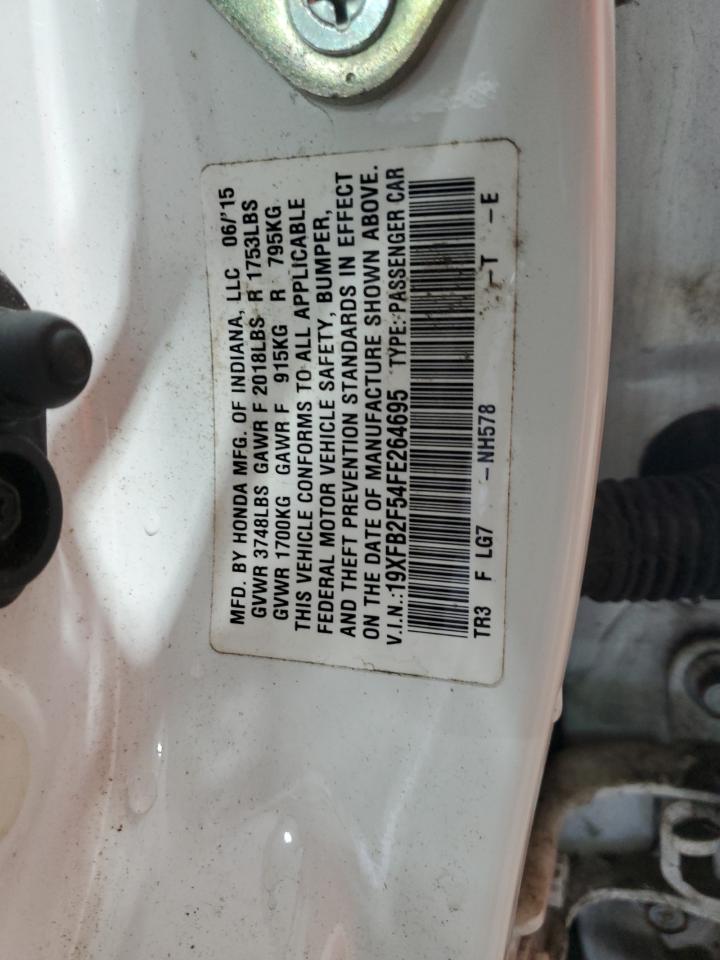 MFD. BY HONDA MFG. OF INDIANA, LLC 06/'15
GVWR 3748LBS GAWR F 2018LBS R 1753LBS
GVWR 1700KG GAWR F 915KG R 795KG
THIS VEHICLE CONFORMS TO ALL APPLICABLE
FEDERAL MOTOR VEHICLE SAFETY, BUMPER,
AND THEFT PREVENTION STANDARDS IN EFFECT
ON THE DATE OF MANUFACTURE SHOWN ABOVE.
V.I.N.:19XFB2F54FE264695 TYPE: PASSENGER CAR
TR3 F LG7 -NH578 -T -E